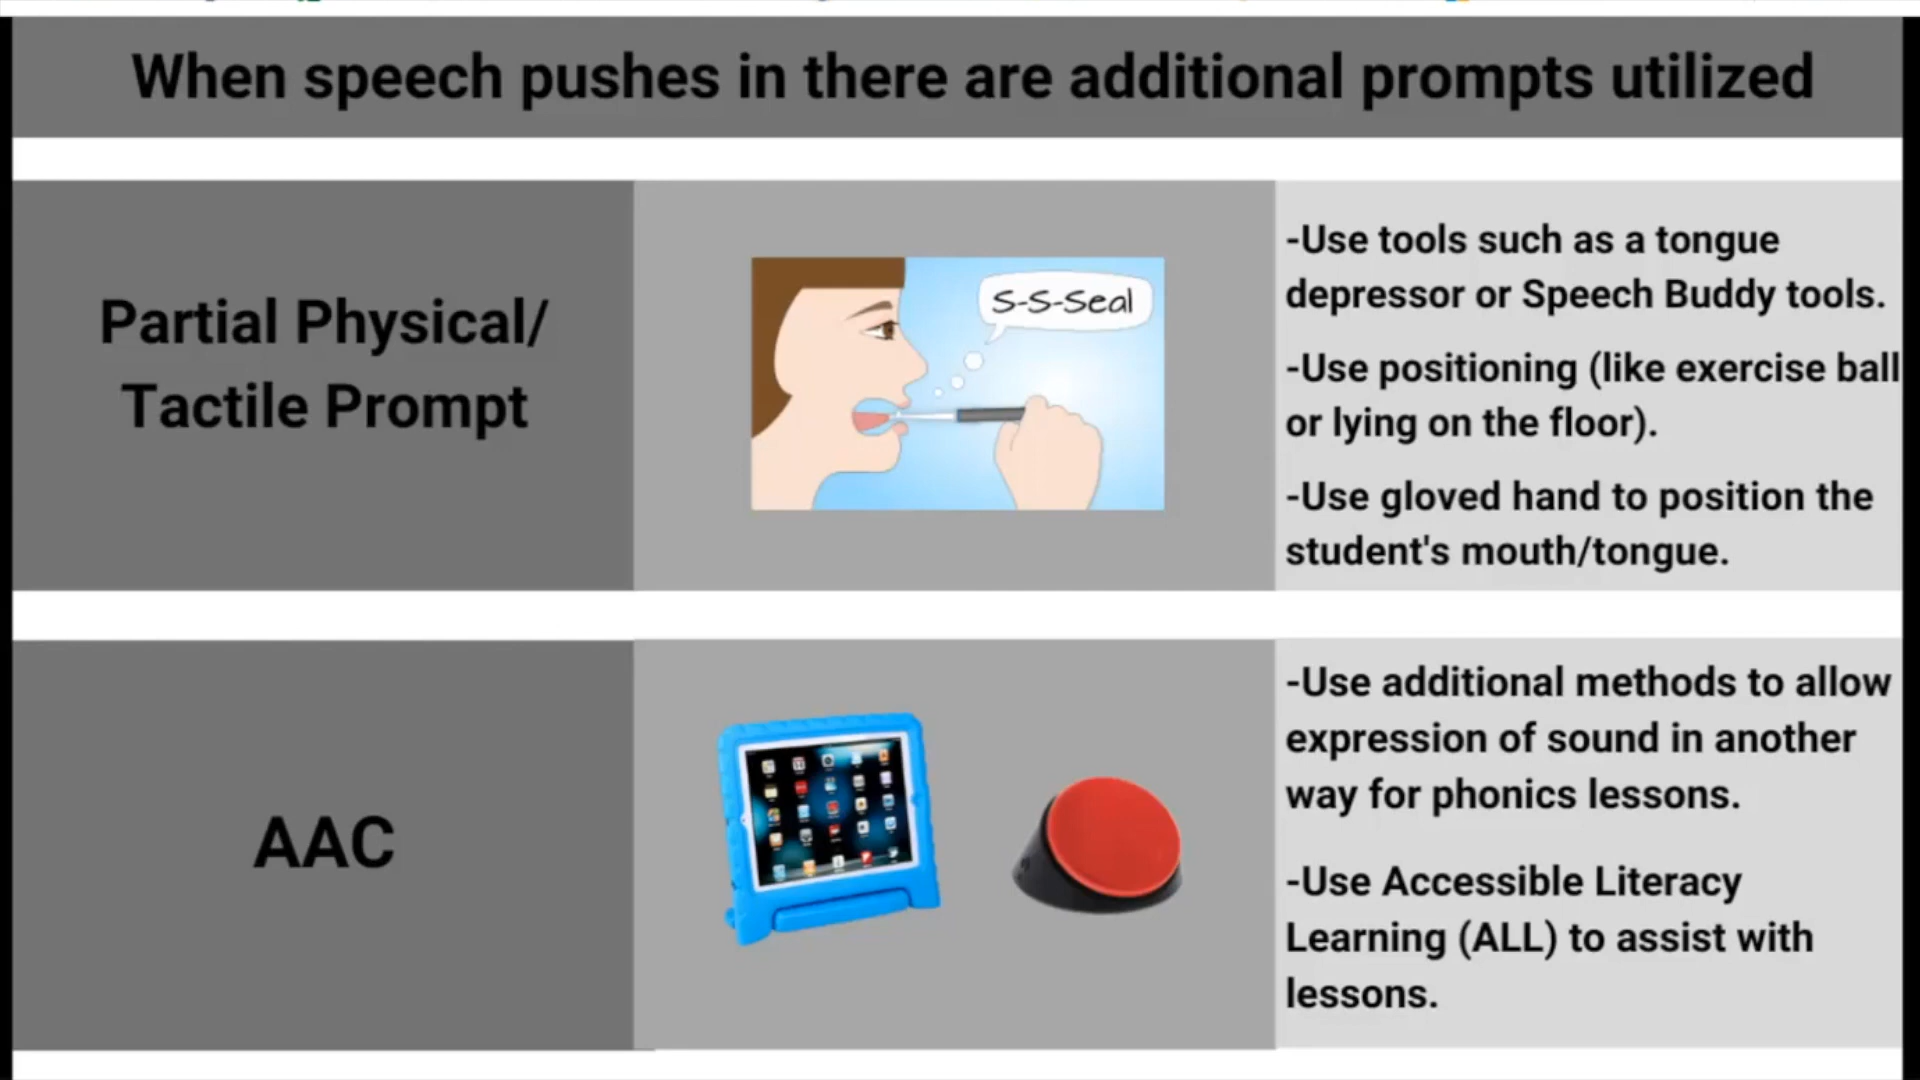 When speech pushes in there are additional prompts utilized
Partial Physical/
Tactile Prompt
S-S-Seal
-Use tools such as a tongue
depressor or Speech Buddy tools.
-Use positioning (like exercise ball
or lying on the floor).
-Use gloved hand to position the
student's mouth/tongue.
AAC
-Use additional methods to allow
expression of sound in another
way for phonics lessons.
-Use Accessible Literacy
Learning (ALL) to assist with
lessons.